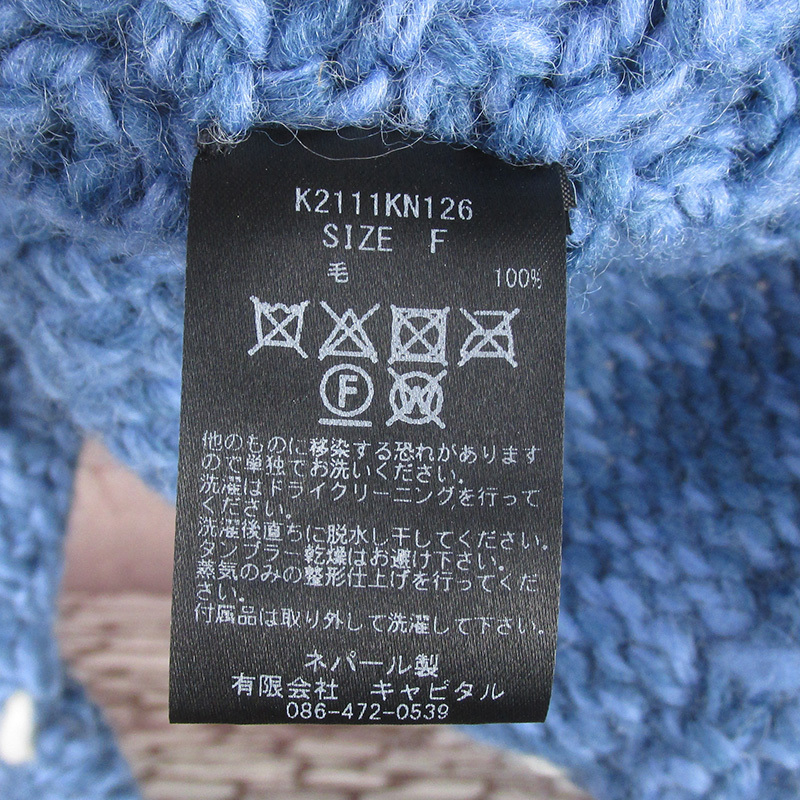 K2111KN126
SIZE F
毛 100%
F W
他のものに移染する恐れがあります
ので単独でお洗いください。
洗濯はドライクリーニングを行って
ください。
洗濯後直ちに脱水し干してください。
タンブラー乾燥はお避け下さい。
蒸気のみの整形仕上げを行ってくだ
さい。
付属品は取り外して洗濯して下さい。
ネパール製
有限会社 キャピタル
086-472-0539